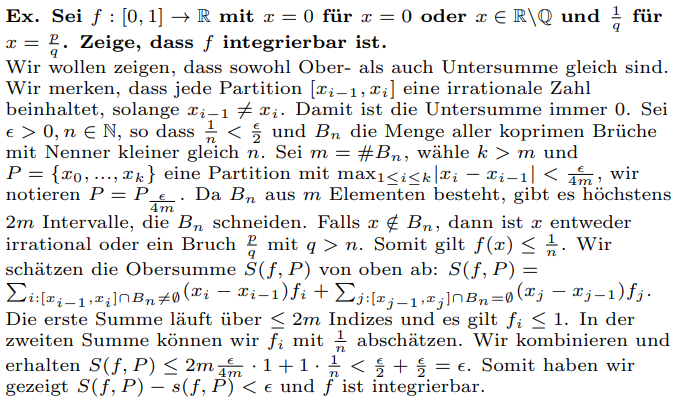 Ex. Sei f : [0, 1] → ℝ mit x = 0 für x = 0 oder x ∈ ℝ\ℚ und 1/q für
x = p/q. Zeige, dass f integrierbar ist.
Wir wollen zeigen, dass sowohl Ober- als auch Untersumme gleich sind.
Wir merken, dass jede Partition [x_{i−1}, x_i] eine irrationale Zahl
beinhaltet, solange x_{i−1} ≠ x_i. Damit ist die Untersumme immer 0. Sei
ϵ > 0, n ∈ ℕ, so dass 1/n < ϵ/2 und B_n die Menge aller koprimen Brüche
mit Nenner kleiner gleich n. Sei m = #B_n, wähle k > m und
P = {x_0, ..., x_k} eine Partition mit max_{1≤i≤k}|x_i − x_{i−1}| < ϵ/4m, wir
notieren P = P_{ϵ/4m}. Da B_n aus m Elementen besteht, gibt es höchstens
2m Intervalle, die B_n schneiden. Falls x ∉ B_n, dann ist x entweder
irrational oder ein Bruch p/q mit q > n. Somit gilt f(x) ≤ 1/n. Wir
schätzen die Obersumme S(f, P) von oben ab: S(f, P) =
∑_{i:[x_{i−1},x_i]∩B_n≠∅}(x_i − x_{i−1})f_i + ∑_{j:[x_{j−1},x_j]∩B_n=∅}(x_j − x_{j−1})f_j.
Die erste Summe läuft über ≤ 2m Indizes und es gilt f_i ≤ 1. In der
zweiten Summe können wir f_i mit 1/n abschätzen. Wir kombinieren und
erhalten S(f, P) ≤ 2m ϵ/4m · 1 + 1 · 1/n < ϵ/2 + ϵ/2 = ϵ. Somit haben wir
gezeigt S(f, P) − s(f, P) < ϵ und f ist integrierbar.